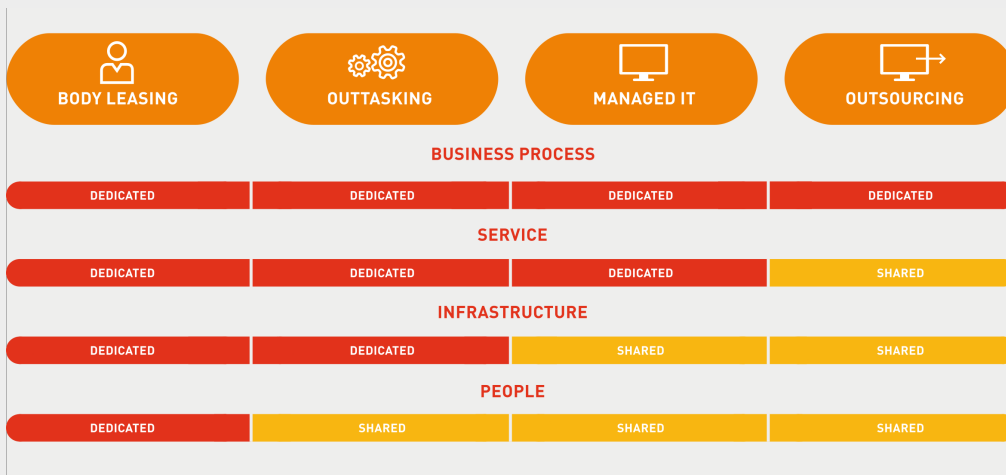 BODY LEASING OUTTASKING MANAGED IT OUTSOURCING
BUSINESS PROCESS
DEDICATED DEDICATED DEDICATED DEDICATED
SERVICE
DEDICATED DEDICATED DEDICATED SHARED
INFRASTRUCTURE
DEDICATED DEDICATED SHARED SHARED
PEOPLE
DEDICATED SHARED SHARED SHARED